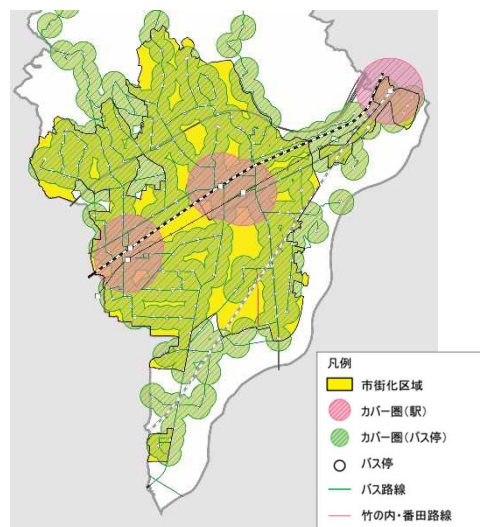 凡例
市街化区域
カバー圏(駅)
カバー圏(バス停)
バス停
バス路線
竹の内・番田路線